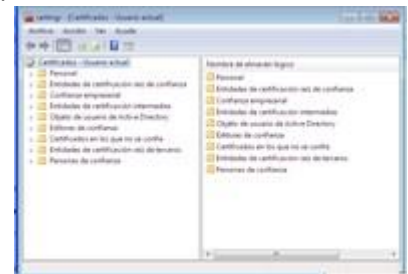 certmgr - [Certificados - Usuario actual]
Archivo Acción Ver Ayuda
Certificados - Usuario actual
Personal
Entidades de certificación raíz de confianza
Confianza empresarial
Entidades de certificación intermedias
Objeto de usuario de Active Directory
Editores de confianza
Certificados en los que no se confía
Entidades de certificación raíz de terceros
Personas de confianza
Nombre de almacén lógico
Personal
Entidades de certificación raíz de confianza
Confianza empresarial
Entidades de certificación intermedias
Objeto de usuario de Active Directory
Editores de confianza
Certificados en los que no se confía
Entidades de certificación raíz de terceros
Personas de confianza